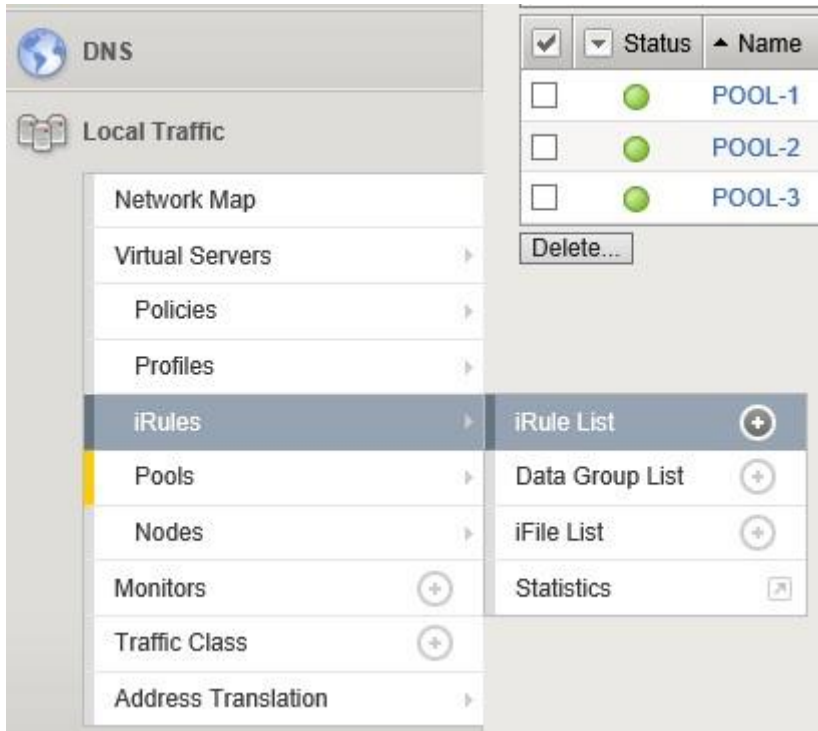 DNS
Local Traffic
Network Map
Virtual Servers
Policies
Profiles
iRules
Pools
Nodes
Monitors
Traffic Class
Address Translation
iRule List
Data Group List
iFile List
Statistics
Status Name
POOL-1
POOL-2
POOL-3
Delete...